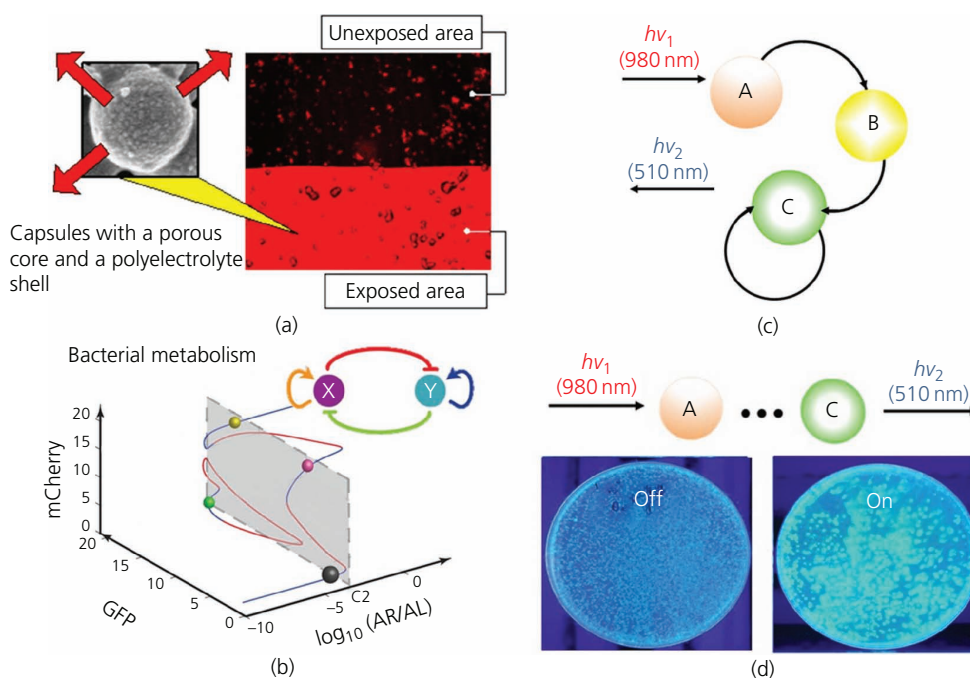 Unexposed area
Capsules with a porous
core and a polyelectrolyte
shell
Exposed area
(a)
hv1
(980 nm)
A
B
hv2
(510 nm)
C
(c)
Bacterial metabolism
X
Y
20
15
10
5
0
mCherry
20
15
10
5
0
GFP
−10
−5
C2
0
log10 (AR/AL)
(b)
hv1
(980 nm)
A
C
hv2
(510 nm)
Off
On
(d)